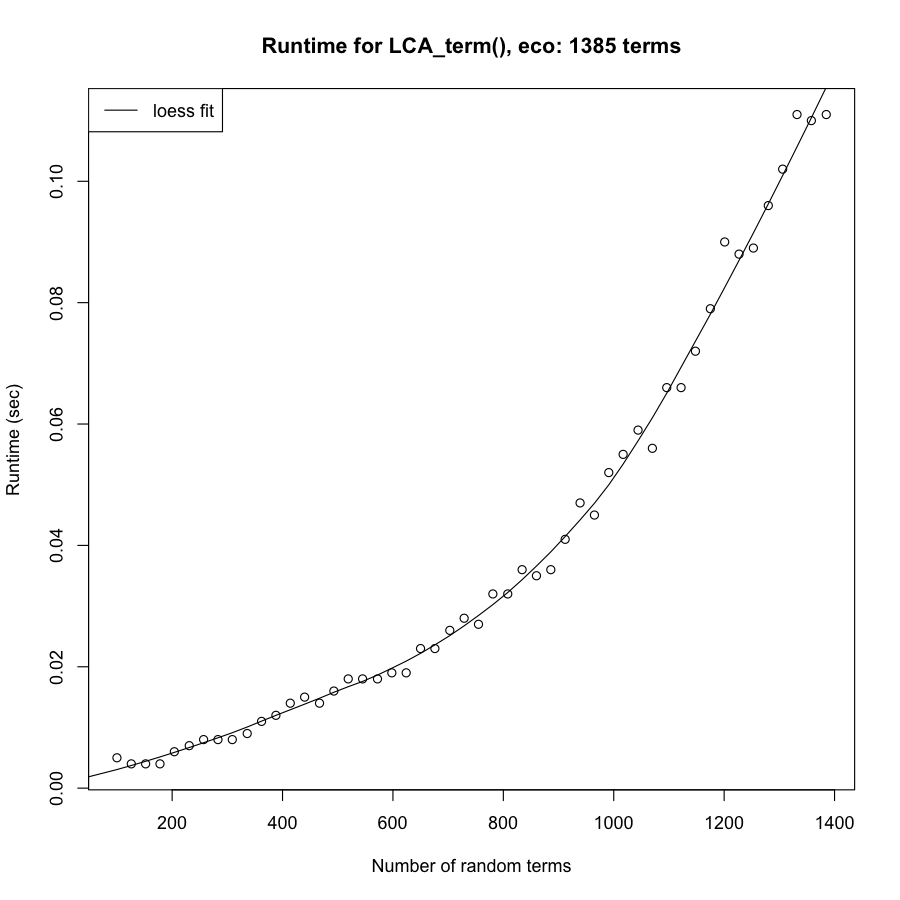 Runtime for LCA_term(), eco: 1385 terms
loess fit
Runtime (sec)
0.10
0.08
0.06
0.04
0.02
0.00
200 400 600 800 1000 1200 1400
Number of random terms